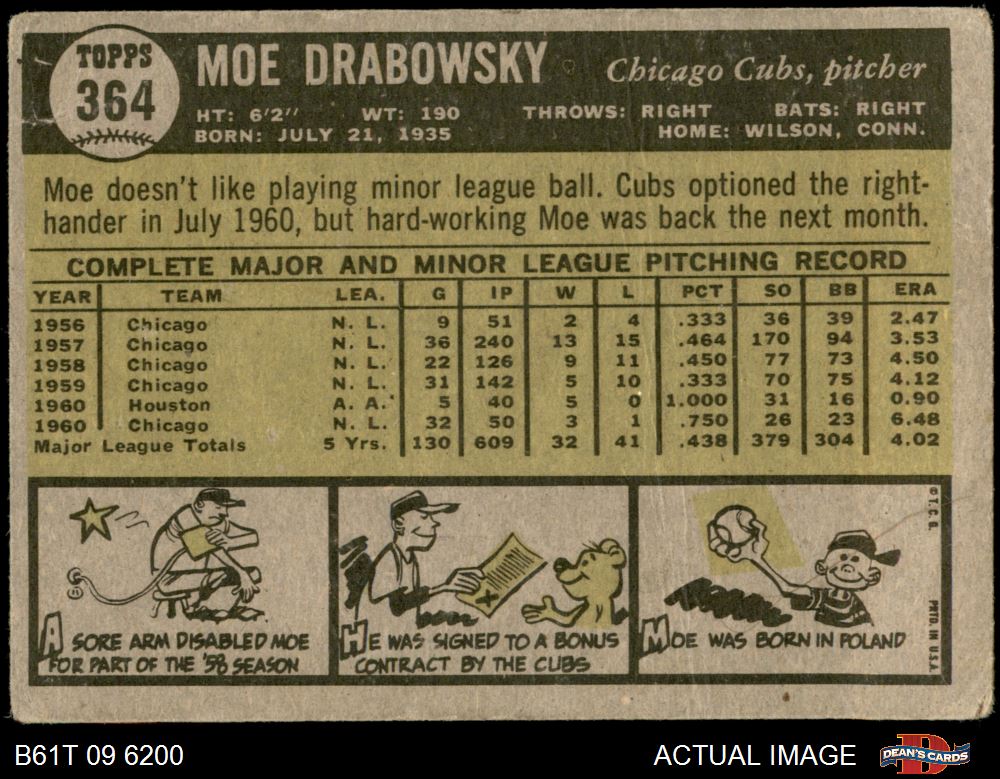 TOPPS
364
MOE DRABOWSKY
Chicago Cubs, pitcher
HT: 6'2" WT: 190 THROWS: RIGHT BATS: RIGHT
BORN: JULY 21, 1935 HOME: WILSON, CONN.
Moe doesn't like playing minor league ball. Cubs optioned the right-
hander in July 1960, but hard-working Moe was back the next month.
COMPLETE MAJOR AND MINOR LEAGUE PITCHING RECORD
YEAR TEAM LEA. G IP W L PCT SO BB ERA
1956 Chicago N. L. 9 51 2 4 .333 36 39 2.47
1957 Chicago N. L. 36 240 13 15 .464 170 94 3.53
1958 Chicago N. L. 22 126 9 11 .450 77 73 4.50
1959 Chicago N. L. 31 142 5 10 .333 70 75 4.12
1960 Houston A. A. 5 40 5 0 1.000 31 16 0.90
1960 Chicago N. L. 32 50 3 1 .750 26 23 6.48
Major League Totals 5 Yrs. 130 609 32 41 .438 379 304 4.02
A SORE ARM DISABLED MOE
FOR PART OF THE '58 SEASON
HE WAS SIGNED TO A BONUS
CONTRACT BY THE CUBS
MOE WAS BORN IN POLAND
© T. C. G.
PRTD. IN U.S.A.
B61T 09 6200
ACTUAL IMAGE
DEAN'S CARDS